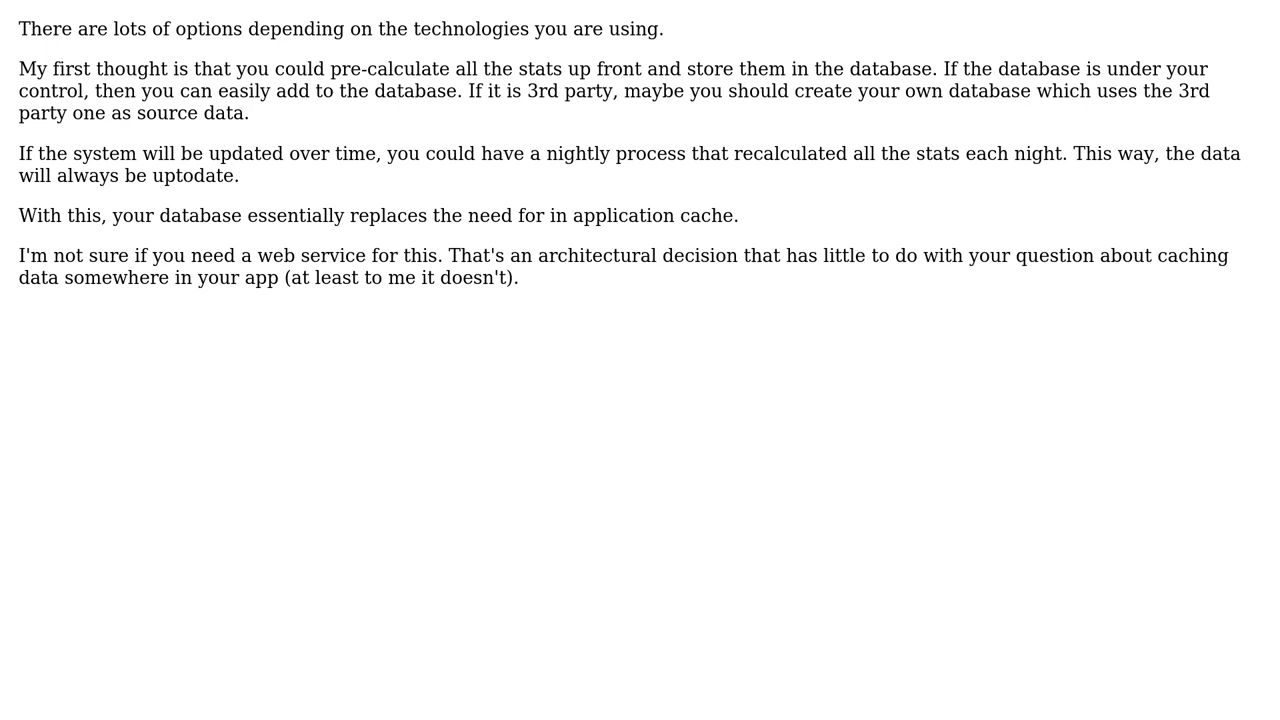 There are lots of options depending on the technologies you are using.
My first thought is that you could pre-calculate all the stats up front and store them in the database. If the database is under your
control, then you can easily add to the database. If it is 3rd party, maybe you should create your own database which uses the 3rd
party one as source data.
If the system will be updated over time, you could have a nightly process that recalculated all the stats each night. This way, the data
will always be uptodate.
With this, your database essentially replaces the need for in application cache.
I'm not sure if you need a web service for this. That's an architectural decision that has little to do with your question about caching
data somewhere in your app (at least to me it doesn't).